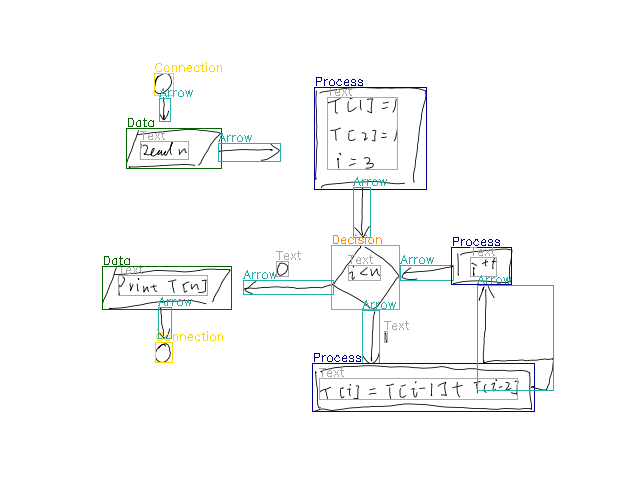 Connection
Arrow
Process
Text
T[1]=1
T[2]=1
i=3
Data
Text
Read n
Arrow
Arrow
Decision
Text
i<n
Process
Text
i++
Arrow
Arrow
Text
0
Arrow
Data
Text
Print T[n]
Arrow
Arrow
Text
1
Connection
Process
Text
T[i]=T[i-1]+T[i-2]